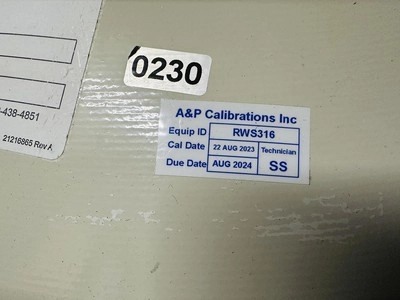 0230
-438-4851
21216865 Rev A
A&P Calibrations Inc
Equip ID RWS316
Cal Date 22 AUG 2023 Technician
Due Date AUG 2024 SS